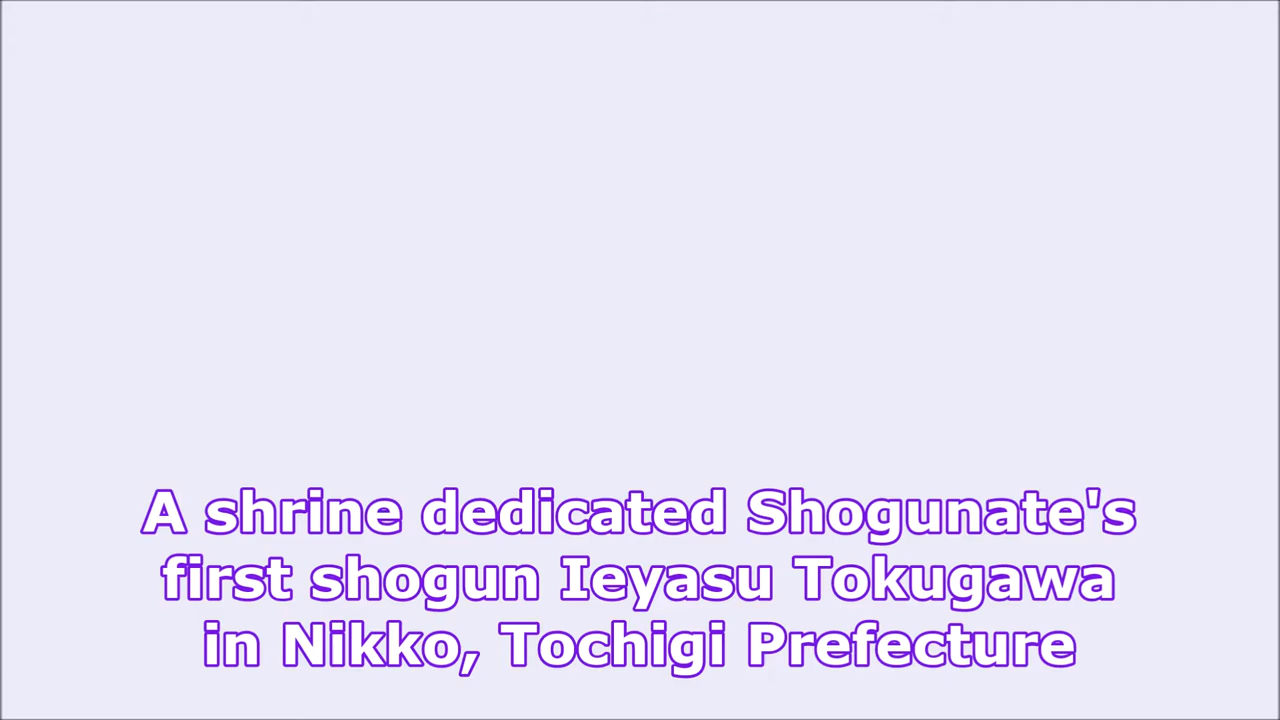 A shrine dedicated Shogunate's
first shogun Ieyasu Tokugawa
in Nikko, Tochigi Prefecture